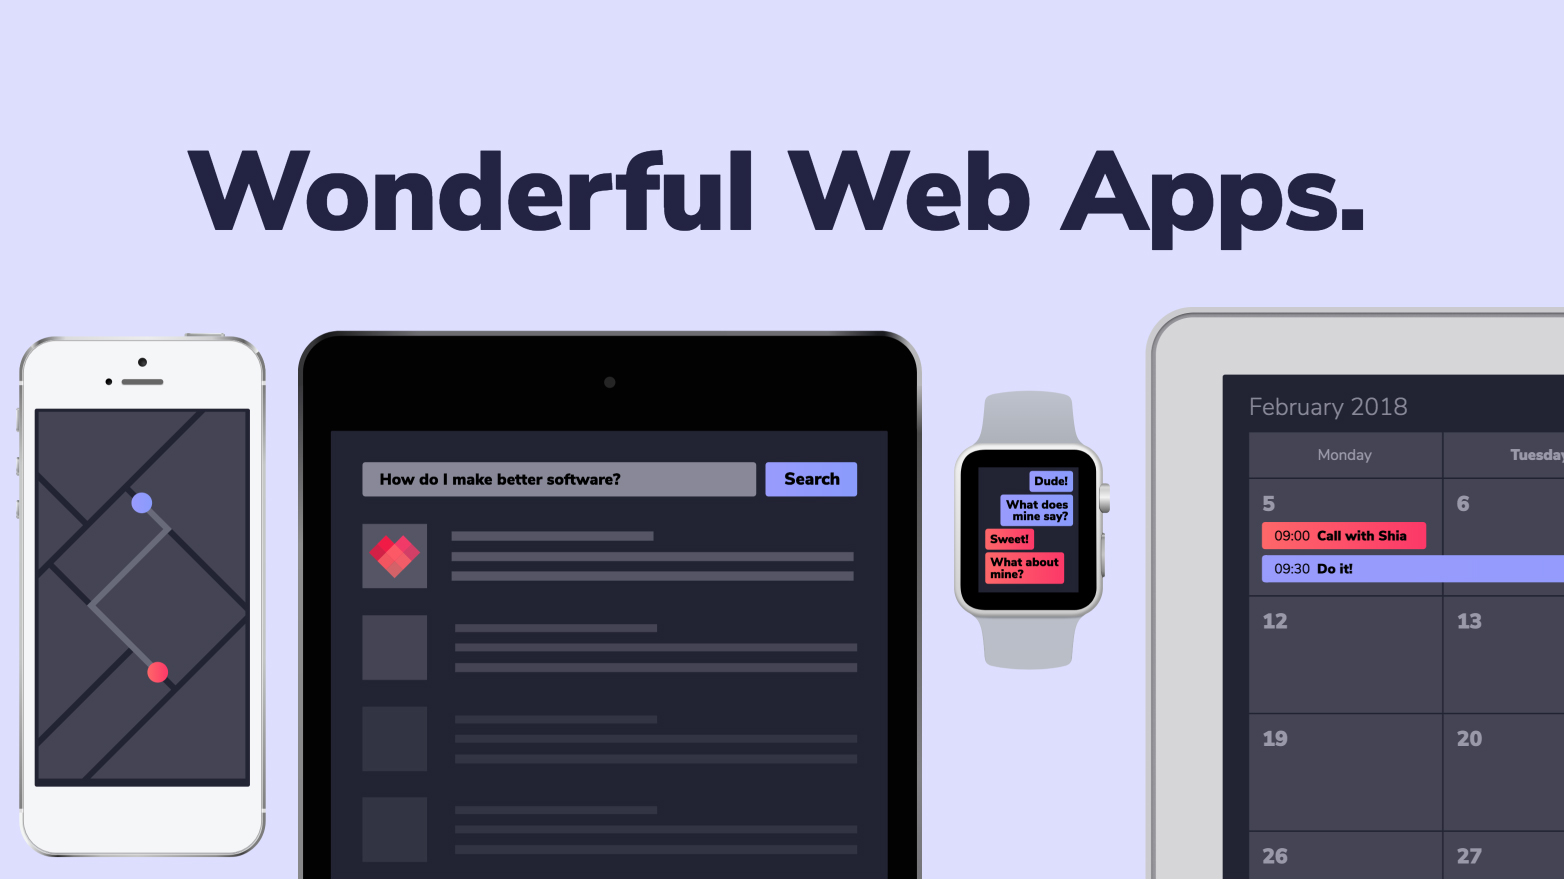 Wonderful Web Apps.
How do I make better software?
Search
Dude!
What does
mine say?
Sweet!
What about
mine?
February 2018
Monday
Tuesday
5
6
09:00 Call with Shia
09:30 Do it!
12
13
19
20
26
27